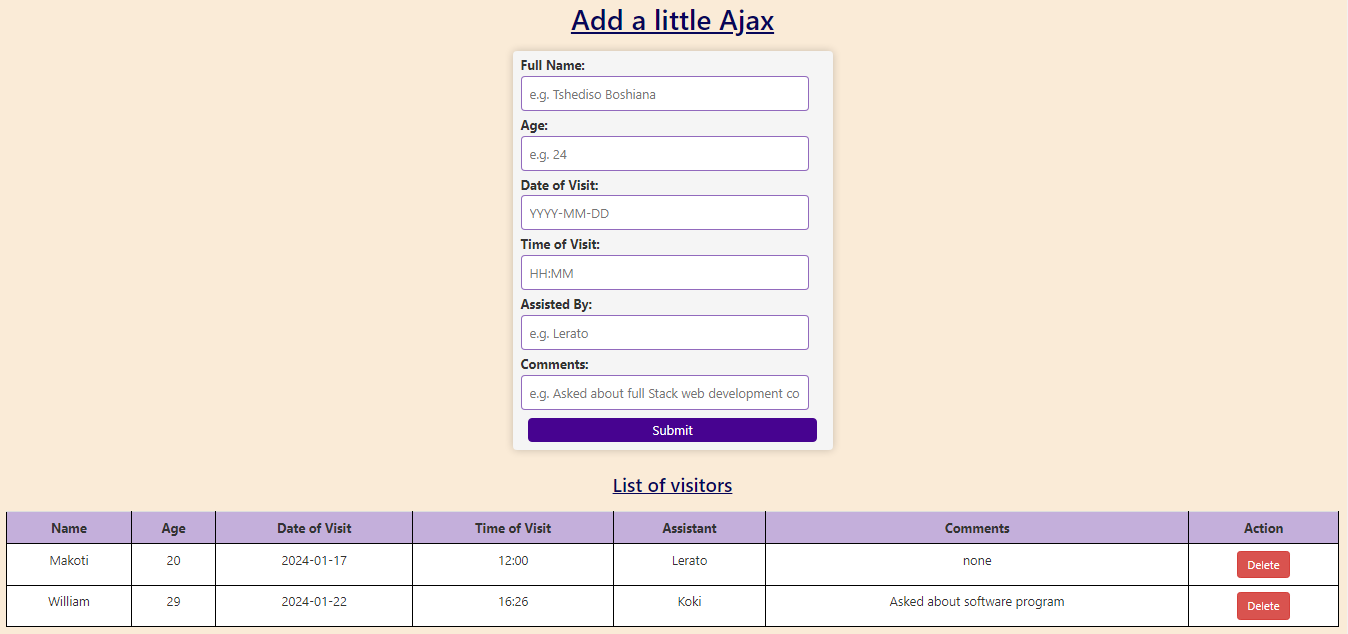 Add a little Ajax
Full Name:
e.g. Tshediso Boshiana
Age:
e.g. 24
Date of Visit:
YYYY-MM-DD
Time of Visit:
HH:MM
Assisted By:
e.g. Lerato
Comments:
e.g. Asked about full Stack web development co
Submit
List of visitors
Name Age Date of Visit Time of Visit Assistant Comments Action
Makoti 20 2024-01-17 12:00 Lerato none Delete
William 29 2024-01-22 16:26 Koki Asked about software program Delete